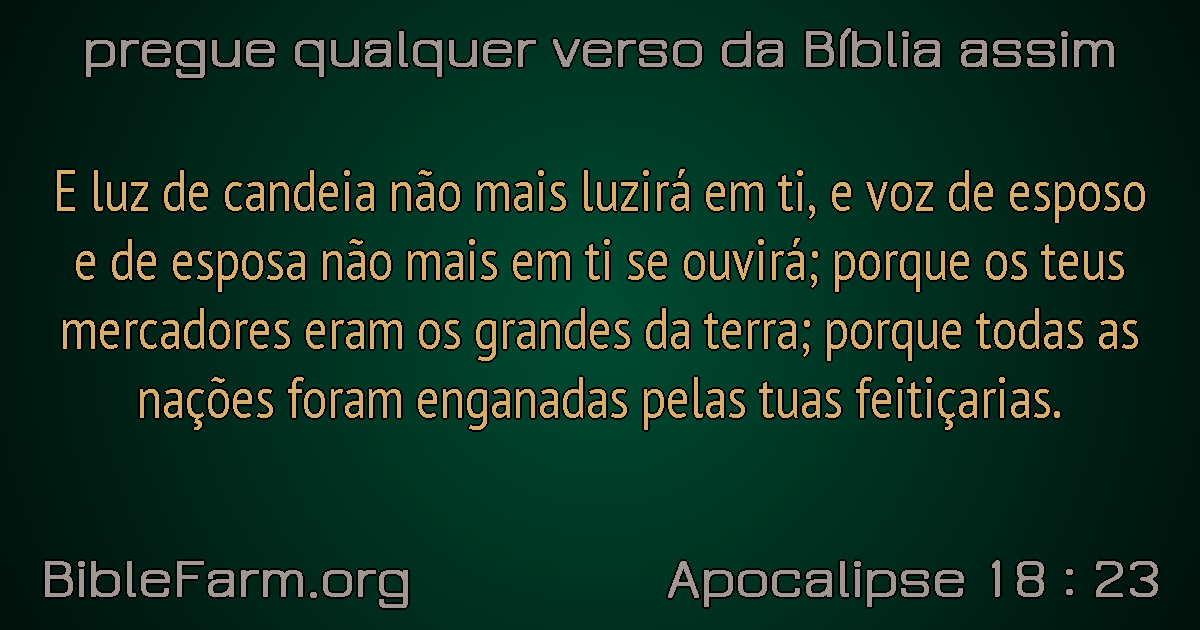 pregue qualquer verso da Bíblia assim
E luz de candeia não mais luzirá em ti, e voz de esposo
e de esposa não mais em ti se ouvirá; porque os teus
mercadores eram os grandes da terra; porque todas as
nações foram enganadas pelas tuas feitiçarias.
BibleFarm.org
Apocalipse 18 : 23